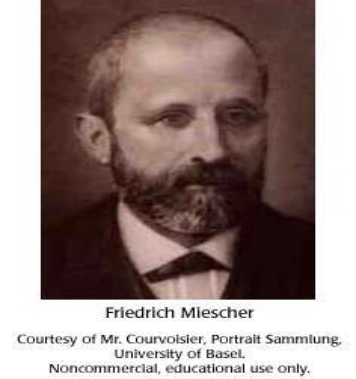 Friedrich Miescher
Courtesy of Mr. Courvoisier, Portrait Sammlung,
University of Basel.
Noncommercial, educational use only.